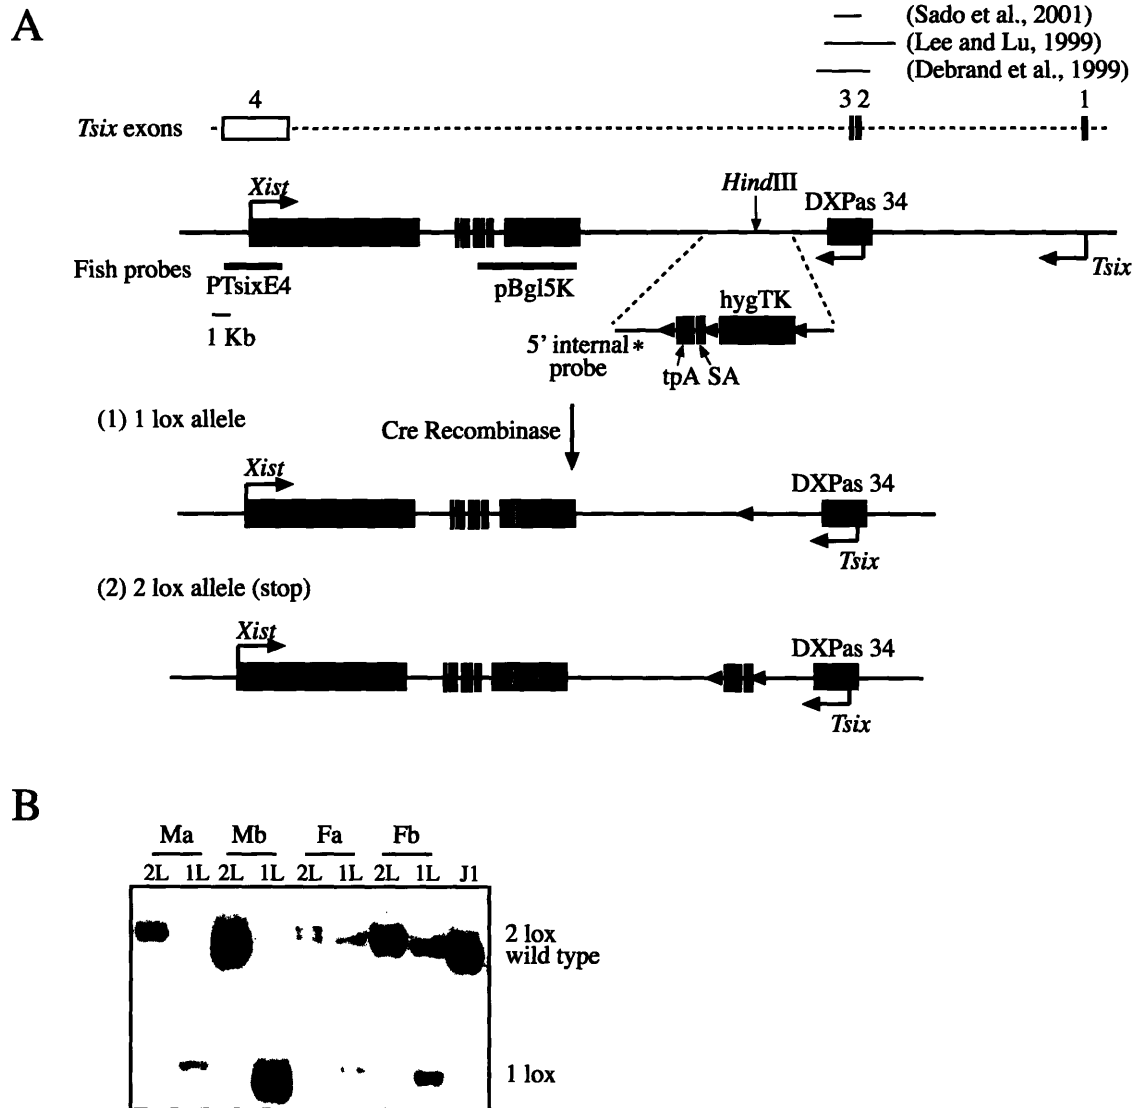 A
(Sado et al., 2001)
(Lee and Lu, 1999)
(Debrand et al., 1999)
4 3 2 1
Tsix exons
Xist HindIII DXPas 34
Fish probes Tsix
PTsixE4 pBgl5K
1 Kb
hygTK
5' internal *
probe
tpA SA
(1) 1 lox allele
Cre Recombinase
Xist DXPas 34
Tsix
(2) 2 lox allele (stop)
Xist DXPas 34
Tsix
B
Ma Mb Fa Fb
2L 1L 2L 1L 2L 1L 2L 1L J1
2 lox
wild type
1 lox